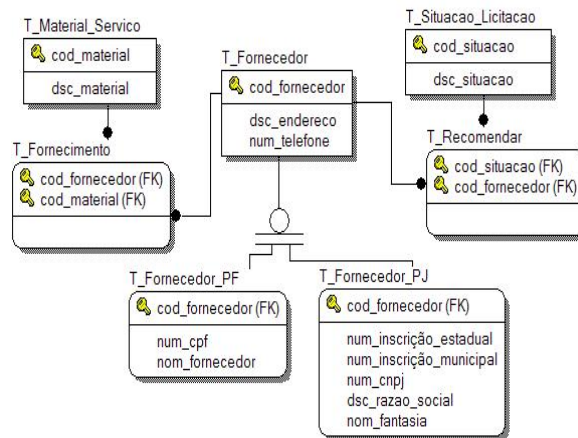 T_Material_Servico
cod_material
dsc_material
T_Fornecedor
cod_fornecedor
dsc_endereco
num_telefone
T_Situacao_Licitacao
cod_situacao
dsc_situacao
T_Fornecimento
cod_fornecedor (FK)
cod_material (FK)
T_Recomendar
cod_situacao (FK)
cod_fornecedor (FK)
T_Fornecedor_PF
cod_fornecedor (FK)
num_cpf
nom_fornecedor
T_Fornecedor_PJ
cod_fornecedor (FK)
num_inscrição_estadual
num_inscrição_municipal
num_cnpj
dsc_razao_social
nom_fantasia